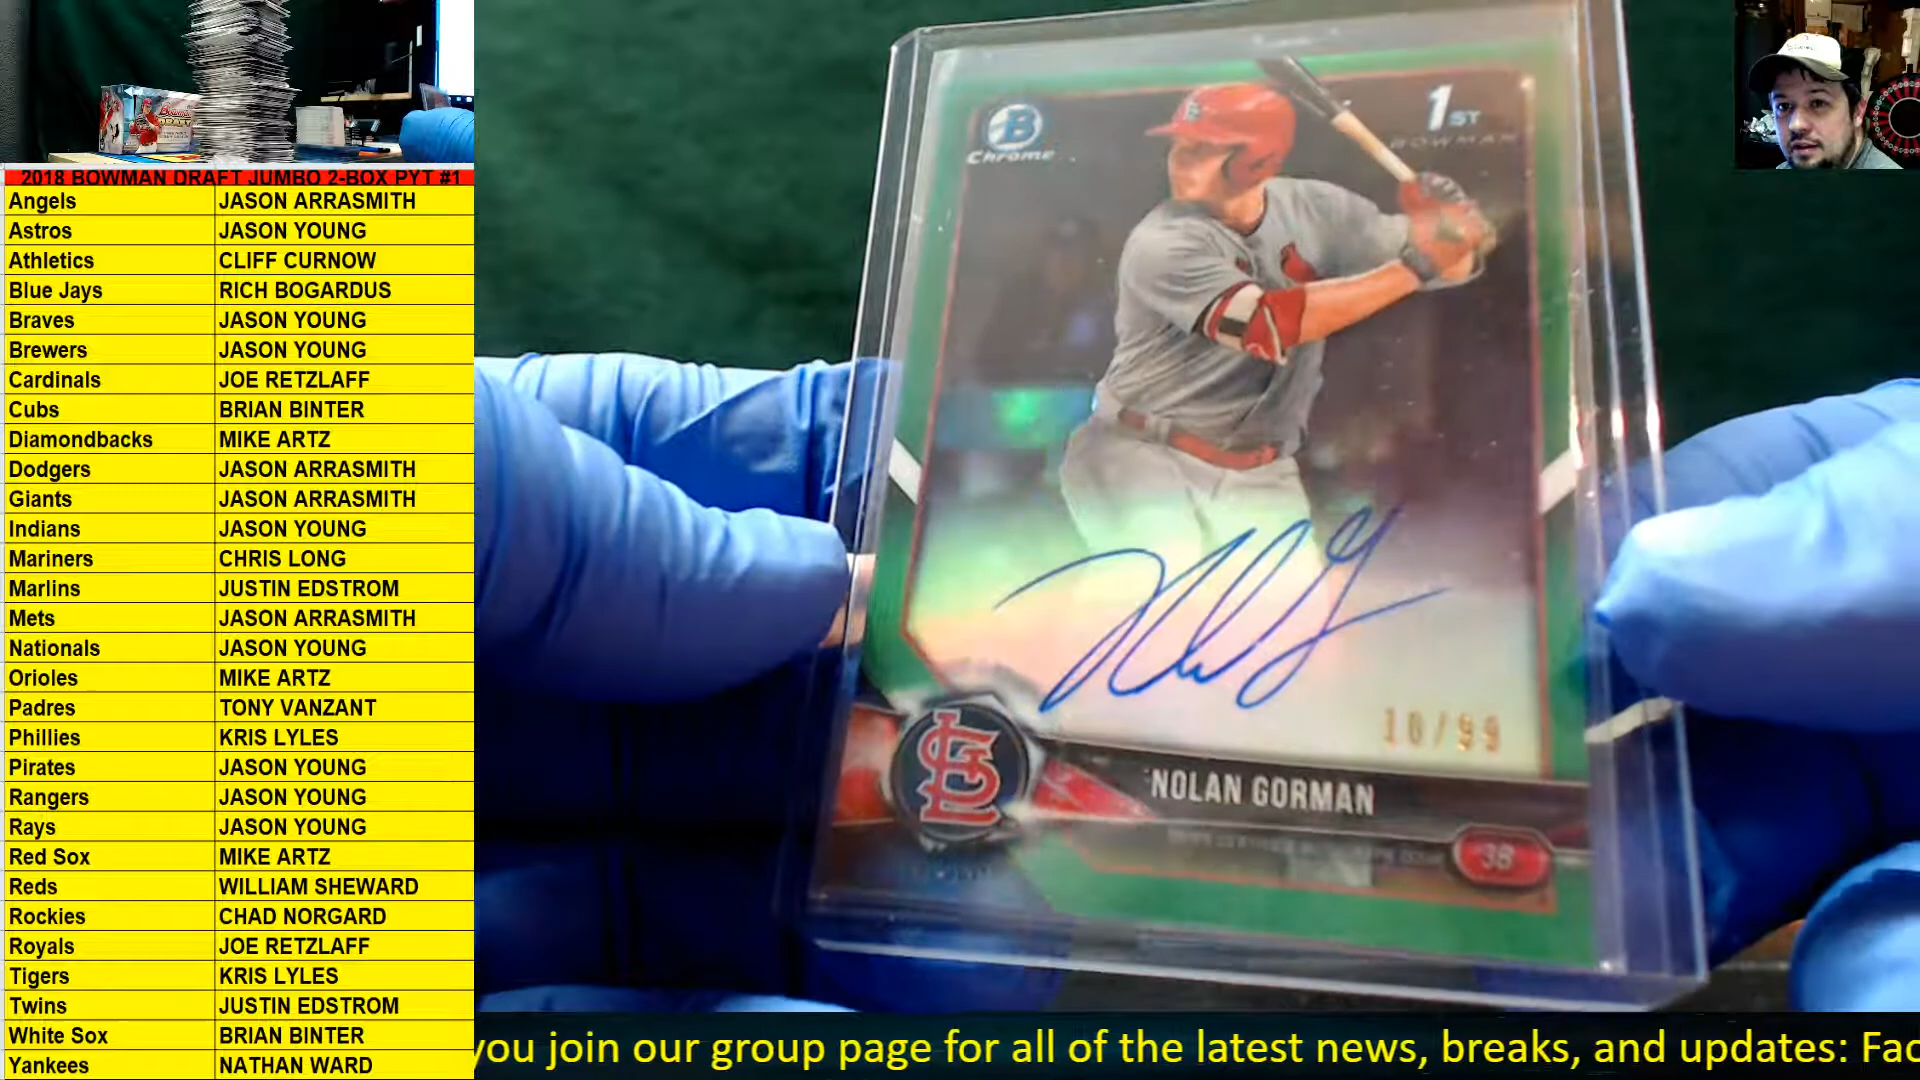 2018 BOWMAN DRAFT JUMBO 2-BOX PYT #1
Angels JASON ARRASMITH
Astros JASON YOUNG
Athletics CLIFF CURNOW
Blue Jays RICH BOGARDUS
Braves JASON YOUNG
Brewers JASON YOUNG
Cardinals JOE RETZLAFF
Cubs BRIAN BINTER
Diamondbacks MIKE ARTZ
Dodgers JASON ARRASMITH
Giants JASON ARRASMITH
Indians JASON YOUNG
Mariners CHRIS LONG
Marlins JUSTIN EDSTROM
Mets JASON ARRASMITH
Nationals JASON YOUNG
Orioles MIKE ARTZ
Padres TONY VANZANT
Phillies KRIS LYLES
Pirates JASON YOUNG
Rangers JASON YOUNG
Rays JASON YOUNG
Red Sox MIKE ARTZ
Reds WILLIAM SHEWARD
Rockies CHAD NORGARD
Royals JOE RETZLAFF
Tigers KRIS LYLES
Twins JUSTIN EDSTROM
White Sox BRIAN BINTER
Yankees NATHAN WARD
B
Chrome
1ST
BOWMAN
10/99
STL
NOLAN GORMAN
3B
you join our group page for all of the latest news, breaks, and updates: Fac